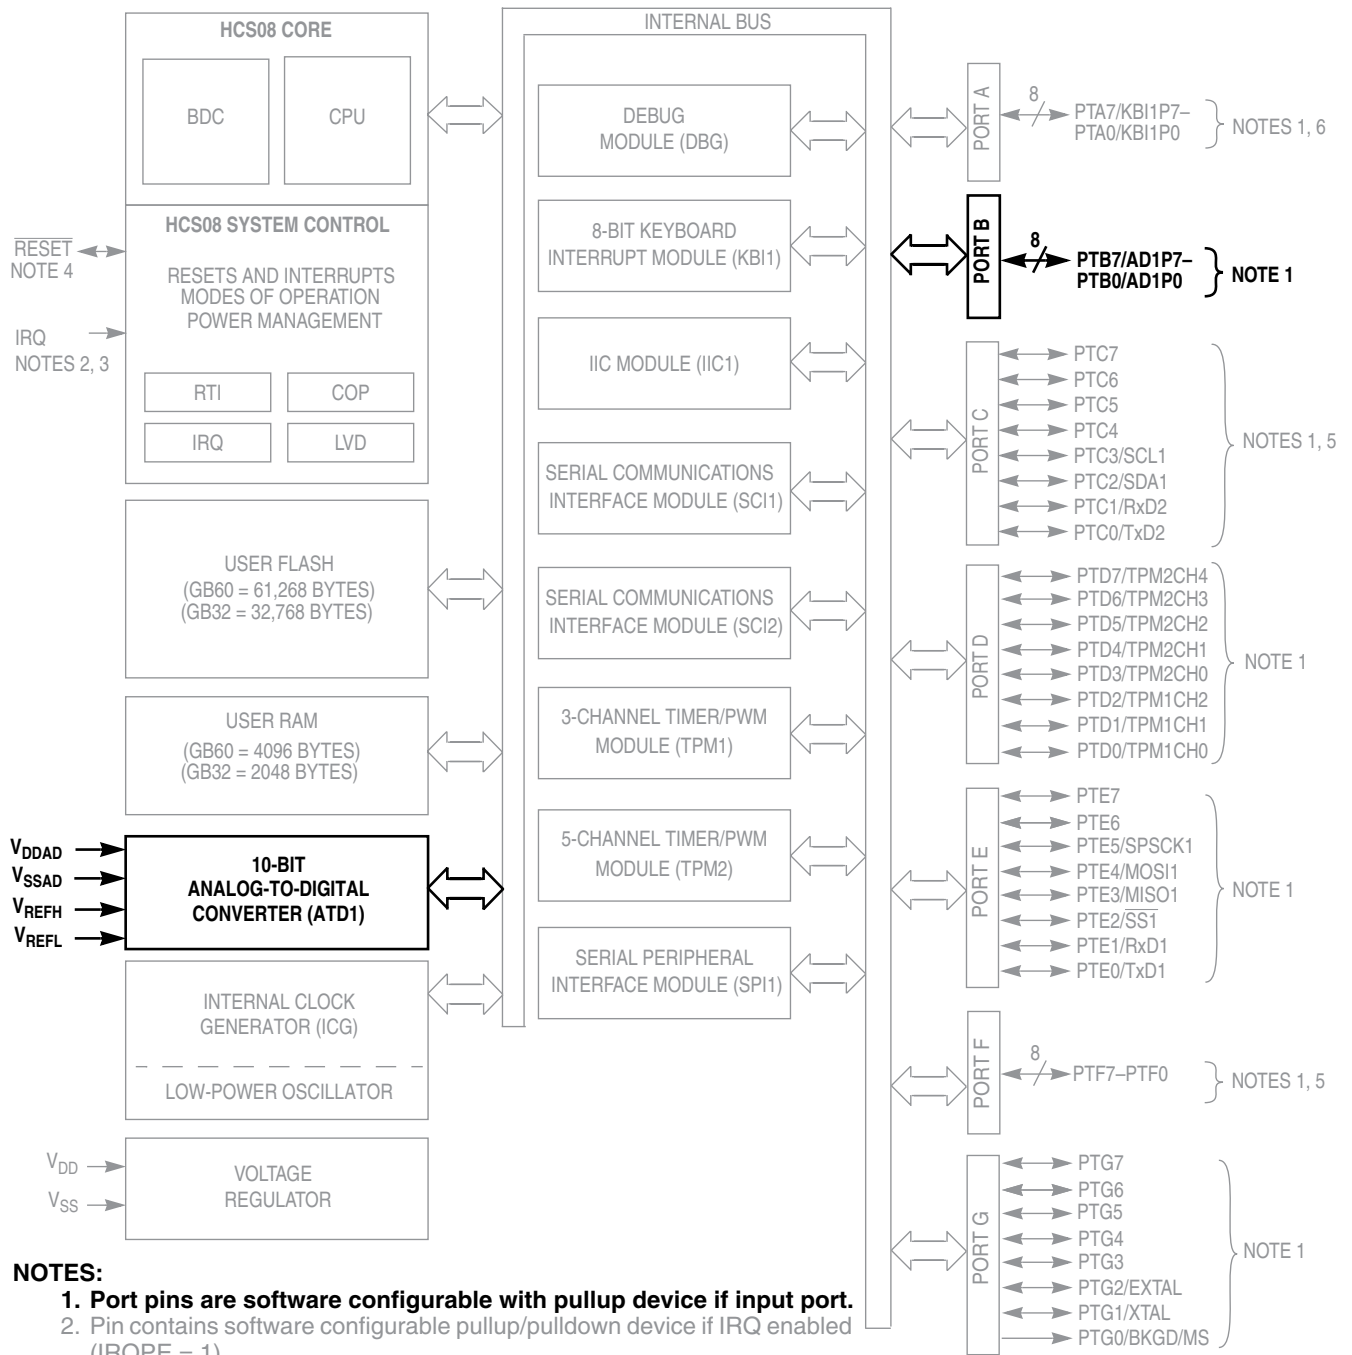 HCS08 CORE
BDC
CPU
HCS08 SYSTEM CONTROL
RESETS AND INTERRUPTS
MODES OF OPERATION
POWER MANAGEMENT
RTI
COP
IRQ
LVD
RESET
NOTE 4
IRQ
NOTES 2, 3
USER FLASH
(GB60 = 61,268 BYTES)
(GB32 = 32,768 BYTES)
USER RAM
(GB60 = 4096 BYTES)
(GB32 = 2048 BYTES)
VDDAD
VSSAD
VREFH
VREFL
10-BIT
ANALOG-TO-DIGITAL
CONVERTER (ATD1)
INTERNAL CLOCK
GENERATOR (ICG)
LOW-POWER OSCILLATOR
VDD
VSS
VOLTAGE
REGULATOR
INTERNAL BUS
DEBUG
MODULE (DBG)
8-BIT KEYBOARD
INTERRUPT MODULE (KBI1)
IIC MODULE (IIC1)
SERIAL COMMUNICATIONS
INTERFACE MODULE (SCI1)
SERIAL COMMUNICATIONS
INTERFACE MODULE (SCI2)
3-CHANNEL TIMER/PWM
MODULE (TPM1)
5-CHANNEL TIMER/PWM
MODULE (TPM2)
SERIAL PERIPHERAL
INTERFACE MODULE (SPI1)
PORT A
8
PTA7/KBI1P7–
PTA0/KBI1P0
NOTES 1, 6
PORT B
8
PTB7/AD1P7–
PTB0/AD1P0
NOTE 1
PORT C
PTC7
PTC6
PTC5
PTC4
PTC3/SCL1
PTC2/SDA1
PTC1/RxD2
PTC0/TxD2
NOTES 1, 5
PORT D
PTD7/TPM2CH4
PTD6/TPM2CH3
PTD5/TPM2CH2
PTD4/TPM2CH1
PTD3/TPM2CH0
PTD2/TPM1CH2
PTD1/TPM1CH1
PTD0/TPM1CH0
NOTE 1
PORT E
PTE7
PTE6
PTE5/SPSCK1
PTE4/MOSI1
PTE3/MISO1
PTE2/SS1
PTE1/RxD1
PTE0/TxD1
NOTE 1
PORT F
8
PTF7–PTF0
NOTES 1, 5
PORT G
PTG7
PTG6
PTG5
PTG4
PTG3
PTG2/EXTAL
PTG1/XTAL
PTG0/BKGD/MS
NOTE 1
NOTES:
1. Port pins are software configurable with pullup device if input port.
2. Pin contains software configurable pullup/pulldown device if IRQ enabled